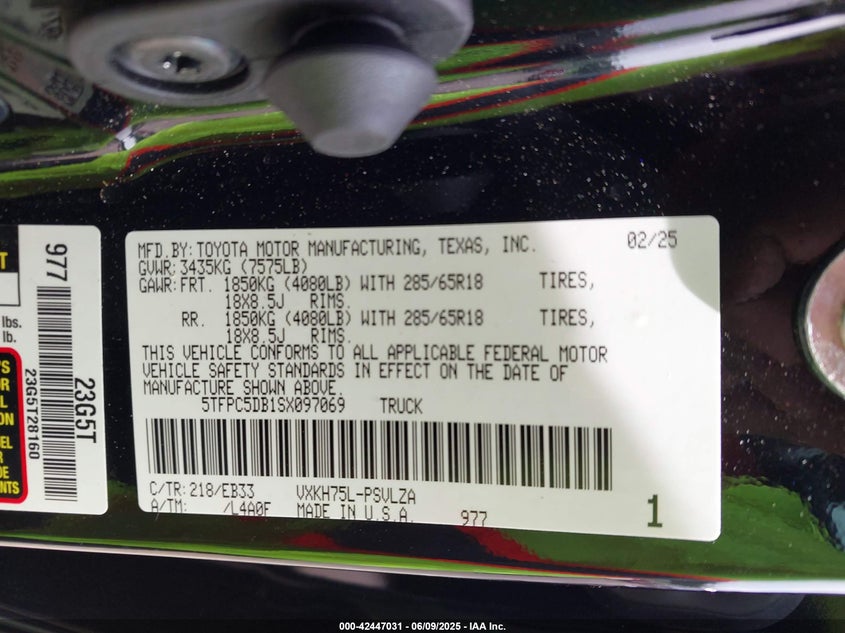 MFD.BY: TOYOTA MOTOR MANUFACTURING, TEXAS, INC. 02/25
GVWR: 3435KG (7575LB)
GAWR: FRT. 1850KG (4080LB) WITH 285/65R18 TIRES,
18X8.5J RIMS.
RR. 1850KG (4080LB) WITH 285/65R18 TIRES,
18X8.5J RIMS.
THIS VEHICLE CONFORMS TO ALL APPLICABLE FEDERAL MOTOR
VEHICLE SAFETY STANDARDS IN EFFECT ON THE DATE OF
MANUFACTURE SHOWN ABOVE.
5TFPC5DB1SX097069 TRUCK
C/TR: 218/EB33 VXKH75L-PSVLZA
A/TM: /L4A0F MADE IN U.S.A. 977 1
977
23G5T
23G5T28160
lbs.
lb.
000-42447031 - 06/09/2025 - IAA Inc.